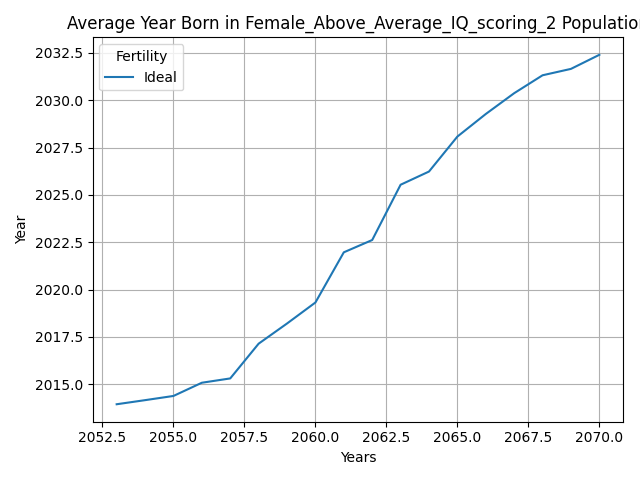 Average Year Born in Female_Above_Average_IQ_scoring_2 Population
Fertility
Ideal
2032.5
2030.0
2027.5
2025.0
2022.5
2020.0
2017.5
2015.0
Year
2052.5 2055.0 2057.5 2060.0 2062.5 2065.0 2067.5 2070.0
Years